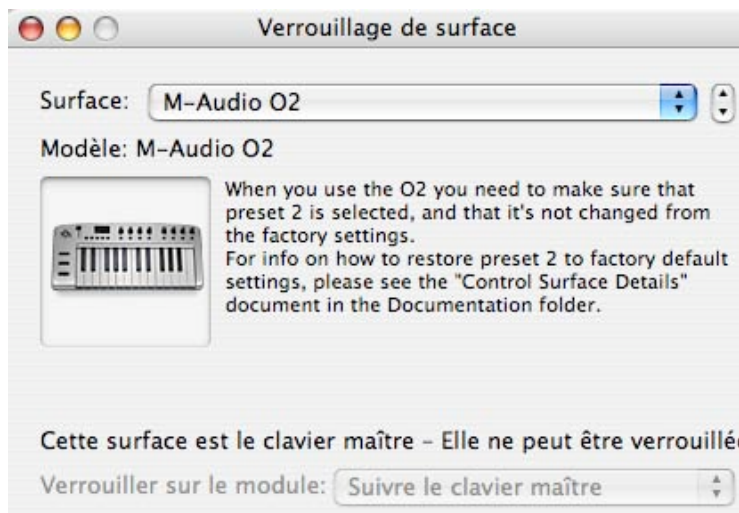 Verrouillage de surface
Surface: M-Audio O2
Modèle: M-Audio O2
When you use the O2 you need to make sure that
preset 2 is selected, and that it's not changed from
the factory settings.
For info on how to restore preset 2 to factory default
settings, please see the "Control Surface Details"
document in the Documentation folder.
Cette surface est le clavier maître – Elle ne peut être
Verrouiller sur le module: Suivre le clavier maître